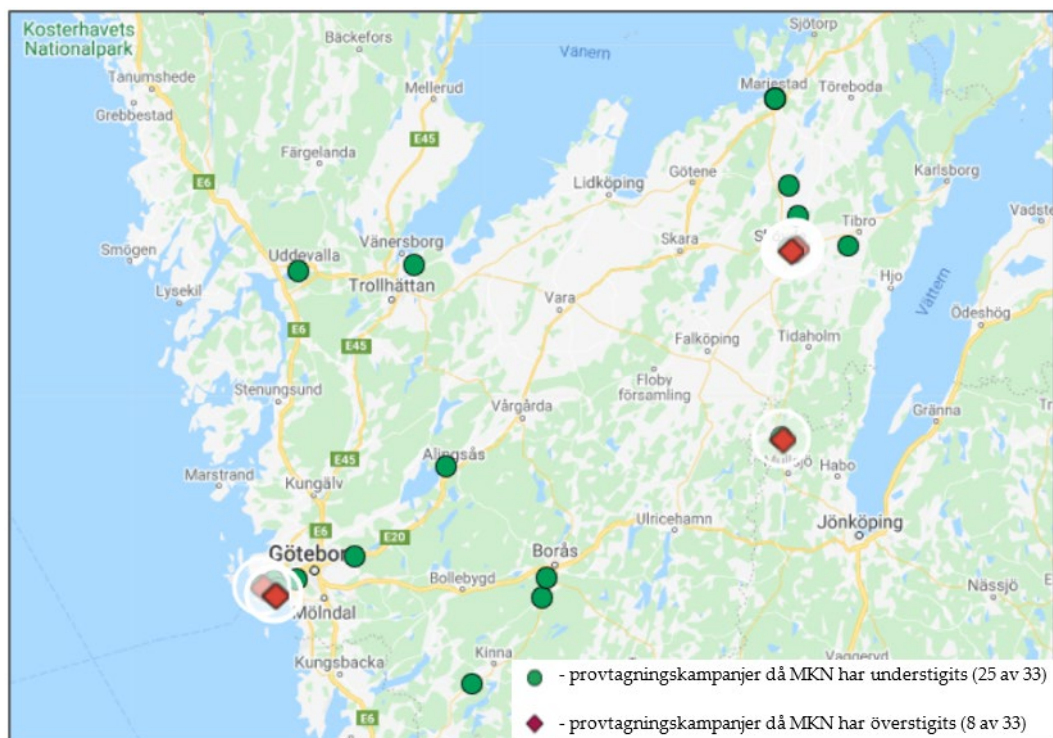 Kosterhavets
Nationalpark
Bäckefors
Sjötorp
Vänern
Tanumshede
Mellerud
Mariestad
Töreboda
Grebbestad
E45
Färgelanda
E6
Lidköping
Götene
Karlsborg
Skara
Tibro
Vadste
Smögen
Uddevalla
Vänersborg
Hjo
Vättern
Lysekil
Trollhättan
Vara
Ödeshög
E6
E45
Falköping
Tidaholm
Stenungsund
Floby
församling
Vårgårda
Gränna
Alingsås
E45
Marstrand
Habo
Kungälv
Ulricehamn
Jönköping
E6
E20
Göteborg
Borås
Bollebygd
Nässjö
Mölndal
Kinna
Kungsbacka
Vaggeryd
E6
- provtagningskampanjer då MKN har understigits (25 av 33)
- provtagningskampanjer då MKN har överstigits (8 av 33)